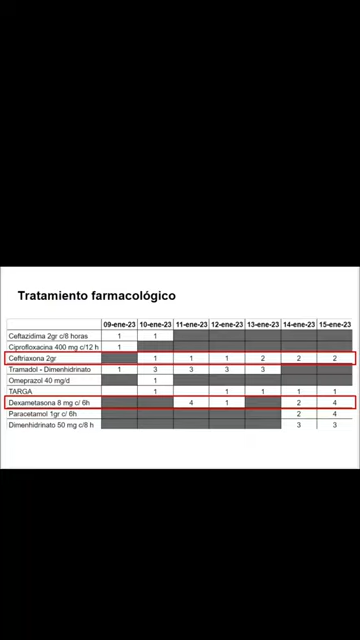 Tratamiento farmacológico
09-ene-23 10-ene-23 11-ene-23 12-ene-23 13-ene-23 14-ene-23 15-ene-23
Ceftazidima 2gr c/8 horas 1 1
Ciprofloxacina 400 mg c/12 h 1
Ceftriaxona 2gr 1 1 1 2 2 2
Tramadol - Dimenhidrinato 1 3 3 3 3
Omeprazol 40 mg/d 1
TARGA 1 1 1 1 1
Dexametasona 8 mg c/ 6h 4 1 2 4
Paracetamol 1gr c/ 6h 2 4
Dimenhidrinato 50 mg c/8 h 3 3